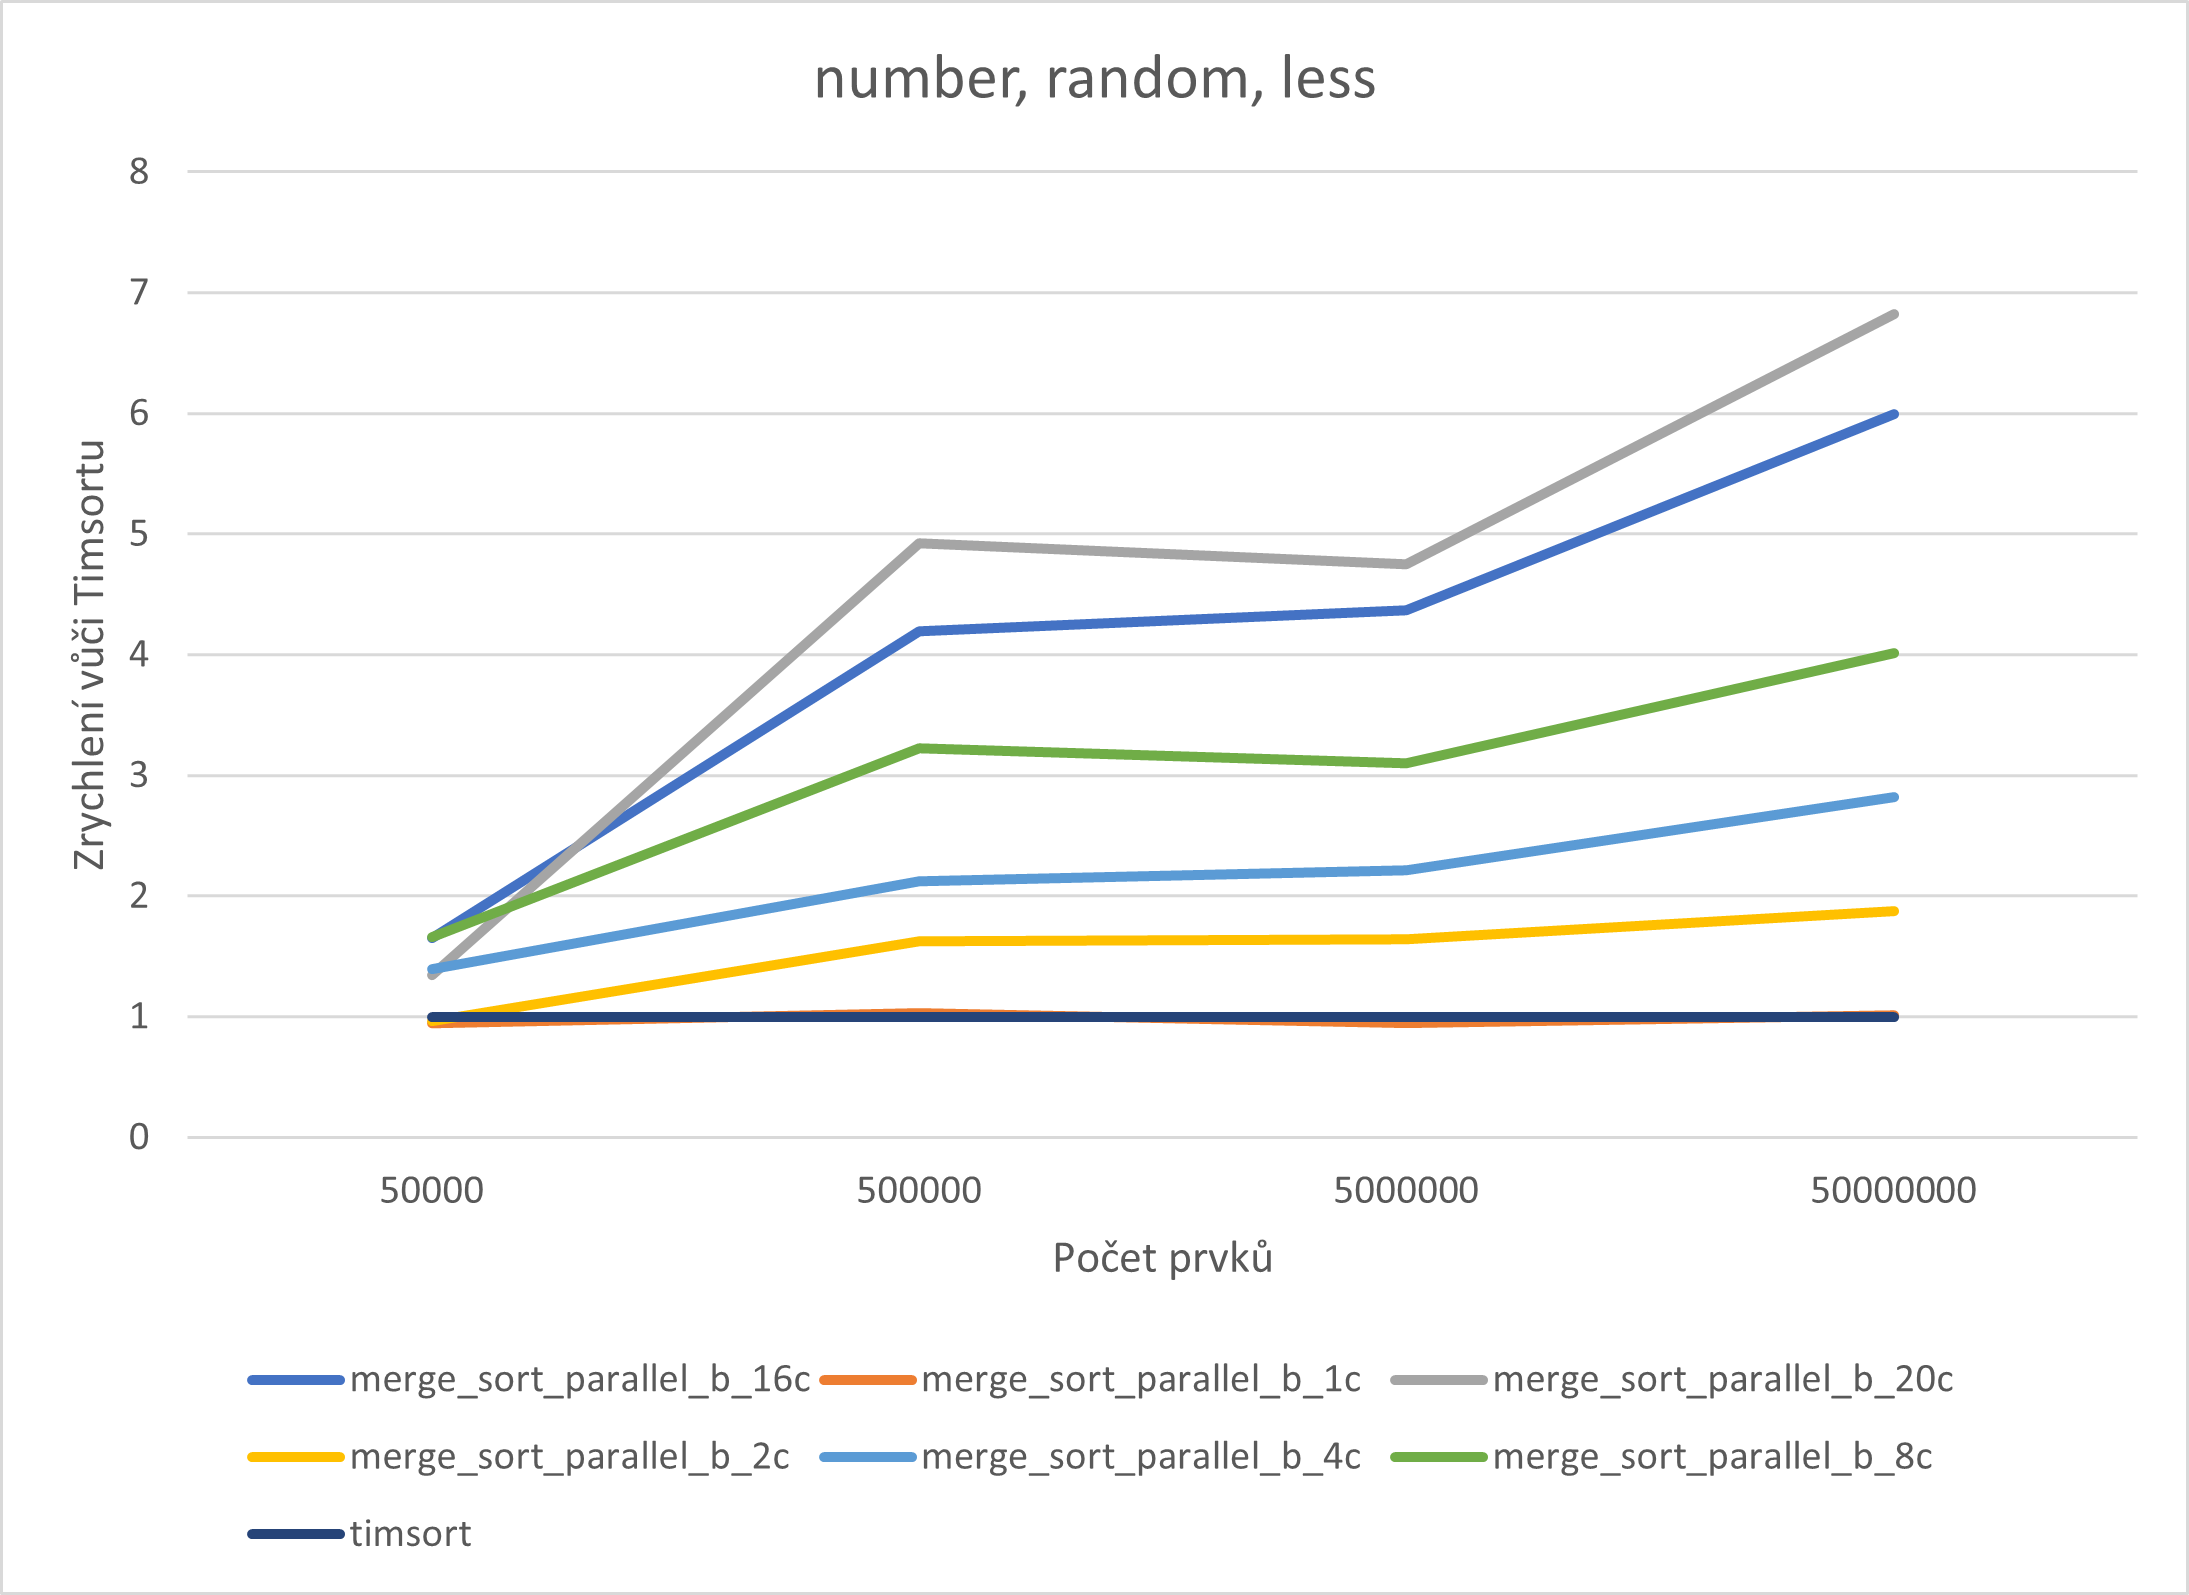 number, random, less
8
7
6
5
4
3
2
1
0
Zrychlení vůči Timsortu
50000 500000 5000000 50000000
Počet prvků
merge_sort_parallel_b_16c merge_sort_parallel_b_1c merge_sort_parallel_b_20c
merge_sort_parallel_b_2c merge_sort_parallel_b_4c merge_sort_parallel_b_8c
timsort